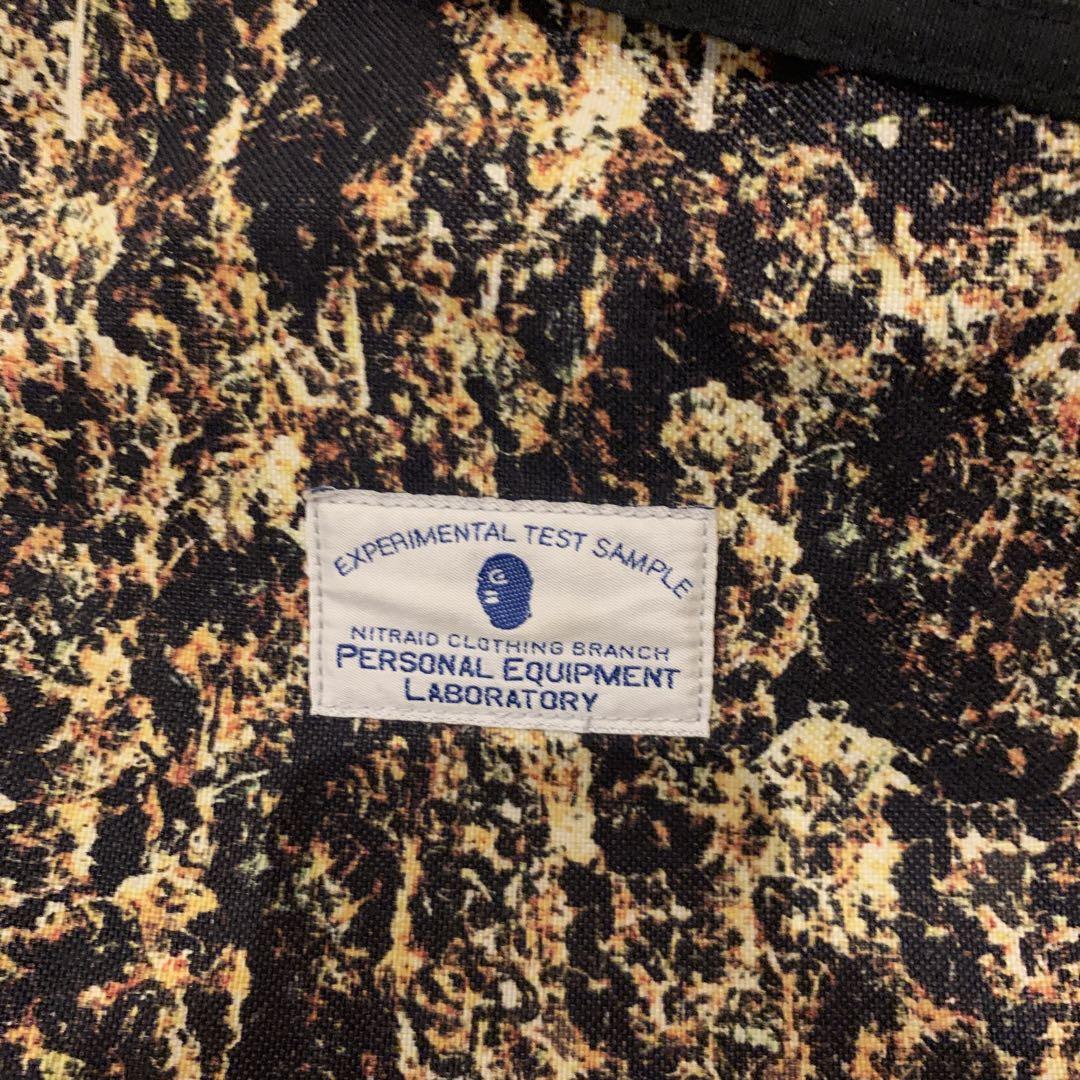 EXPERIMENTAL TEST SAMPLE
NITRAID CLOTHING BRANCH
PERSONAL EQUIPMENT
LABORATORY